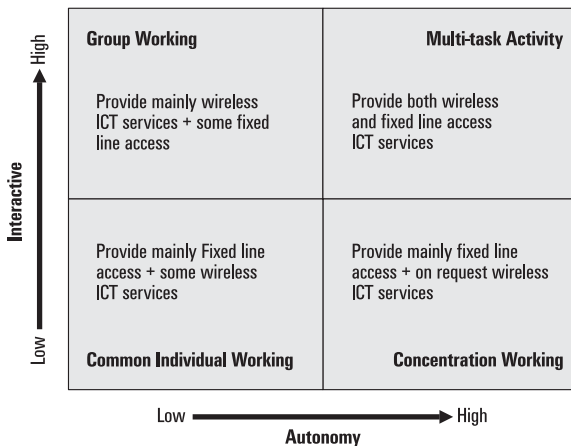 High
Interactive
Low
Group Working
Provide mainly wireless
ICT services + some fixed
line access
Multi-task Activity
Provide both wireless
and fixed line access
ICT services
Provide mainly Fixed line
access + some wireless
ICT services
Common Individual Working
Provide mainly fixed line
access + on request wireless
ICT services
Concentration Working
Low
High
Autonomy